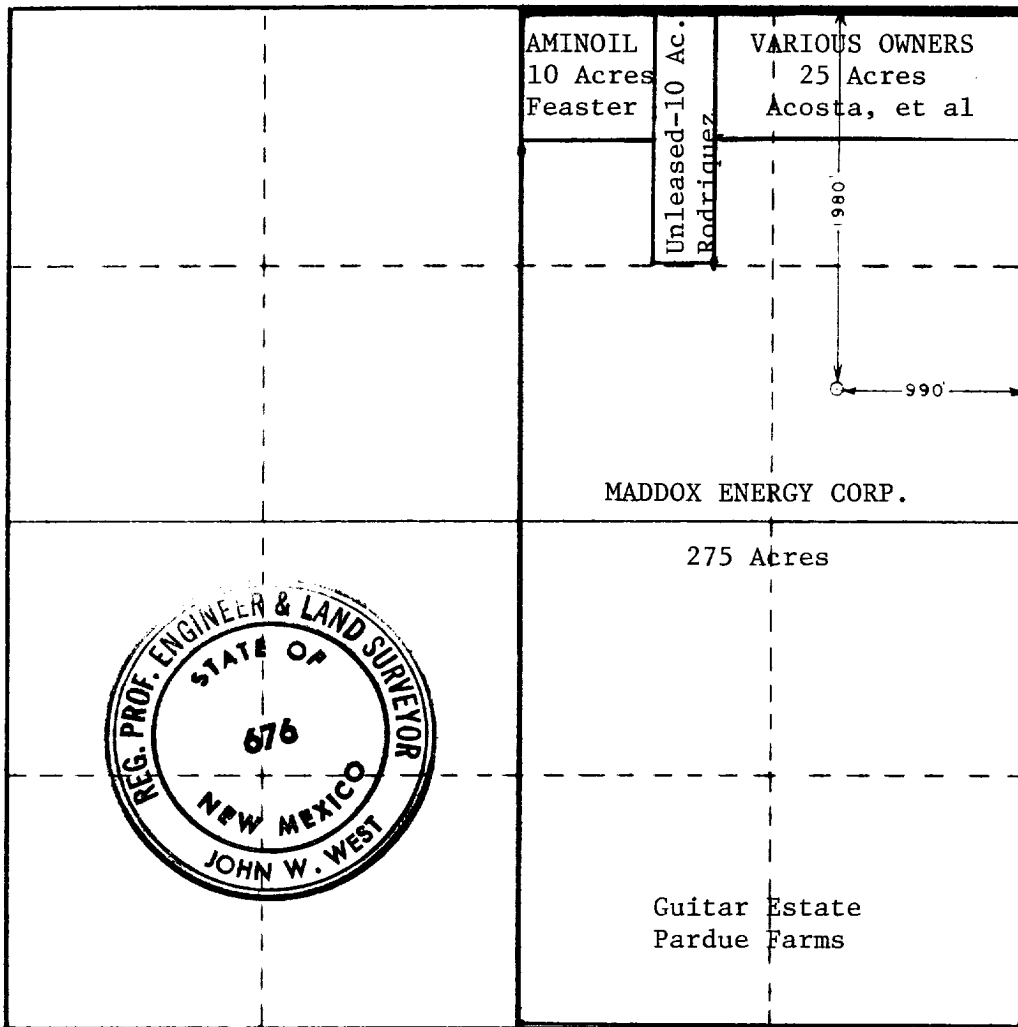 AMINOIL
10 Acres
Feaster
Unleased-10 Ac.
Rodriquez
VARIOUS OWNERS
25 Acres
Acosta, et al
1980'
990'
MADDOX ENERGY CORP.
275 Acres
REG. PROF. ENGINEER & LAND SURVEYOR
STATE OF
676
NEW MEXICO
JOHN W. WEST
Guitar Estate
Pardue Farms